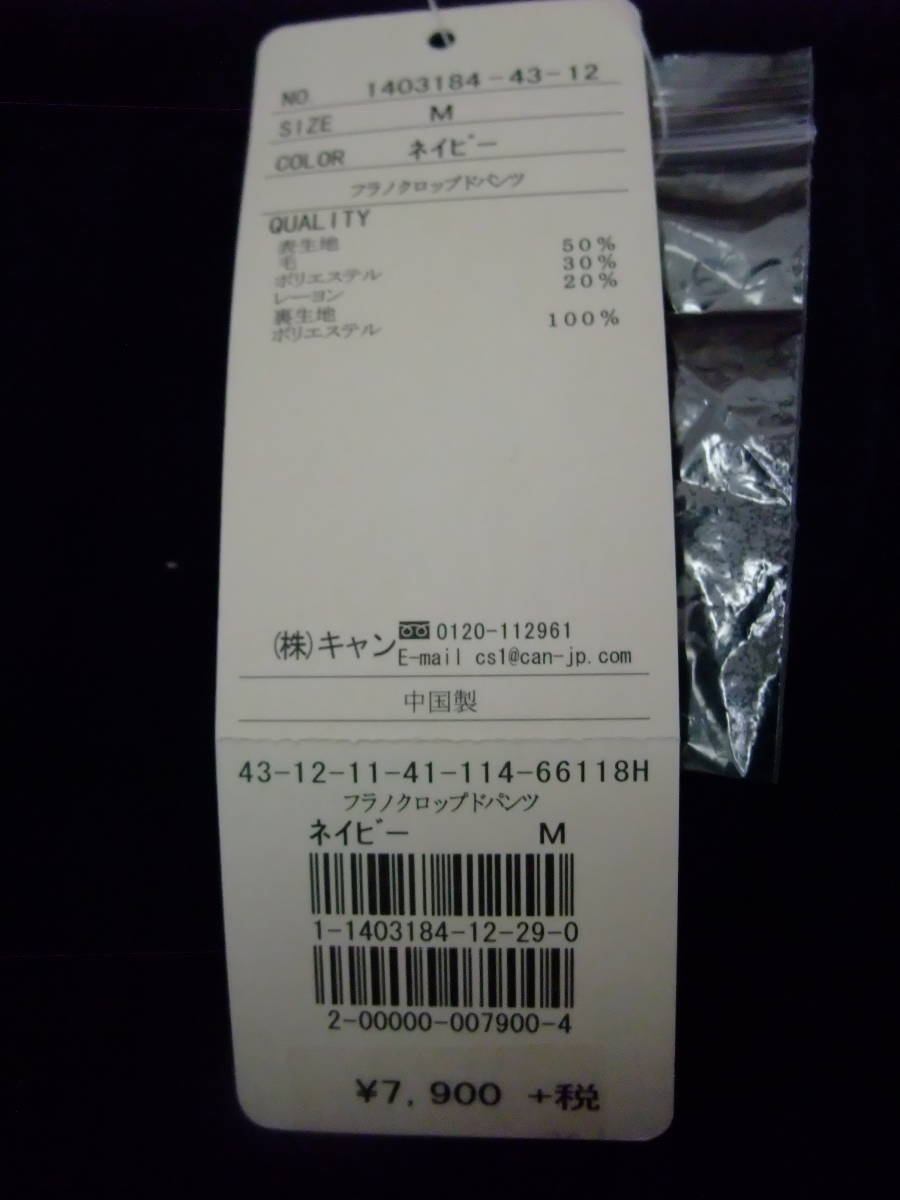 NO 1403184-43-12
SIZE M
COLOR ネイビー
フラノクロップドパンツ
QUALITY
表生地
毛 50%
ポリエステル 30%
レーヨン 20%
裏生地
ポリエステル 100%
(株)キャン 0120-112961
E-mail cs1@can-jp.com
中国製
43-12-11-41-114-66118H
フラノクロップドパンツ
ネイビー M
1-1403184-12-29-0
2-00000-007900-4
¥7,900 +税